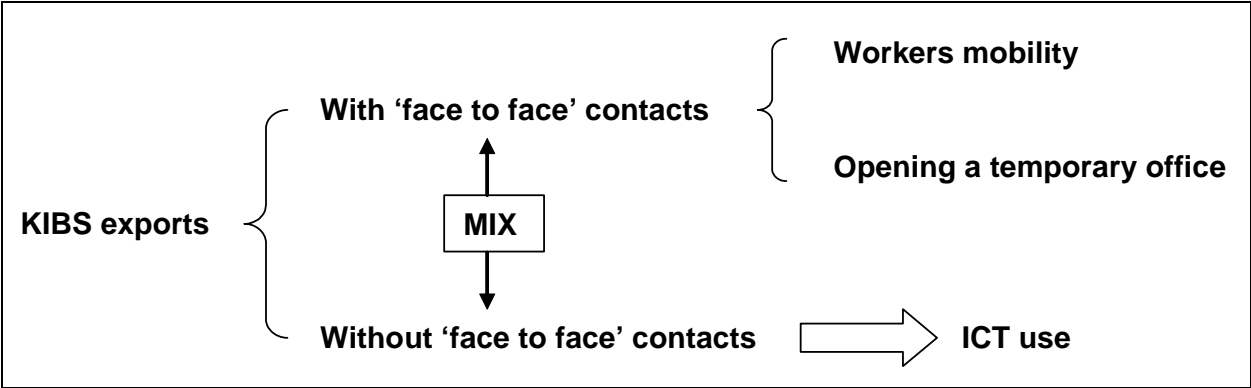 Workers mobility
With ‘face to face’ contacts
Opening a temporary office
KIBS exports
MIX
Without ‘face to face’ contacts
ICT use